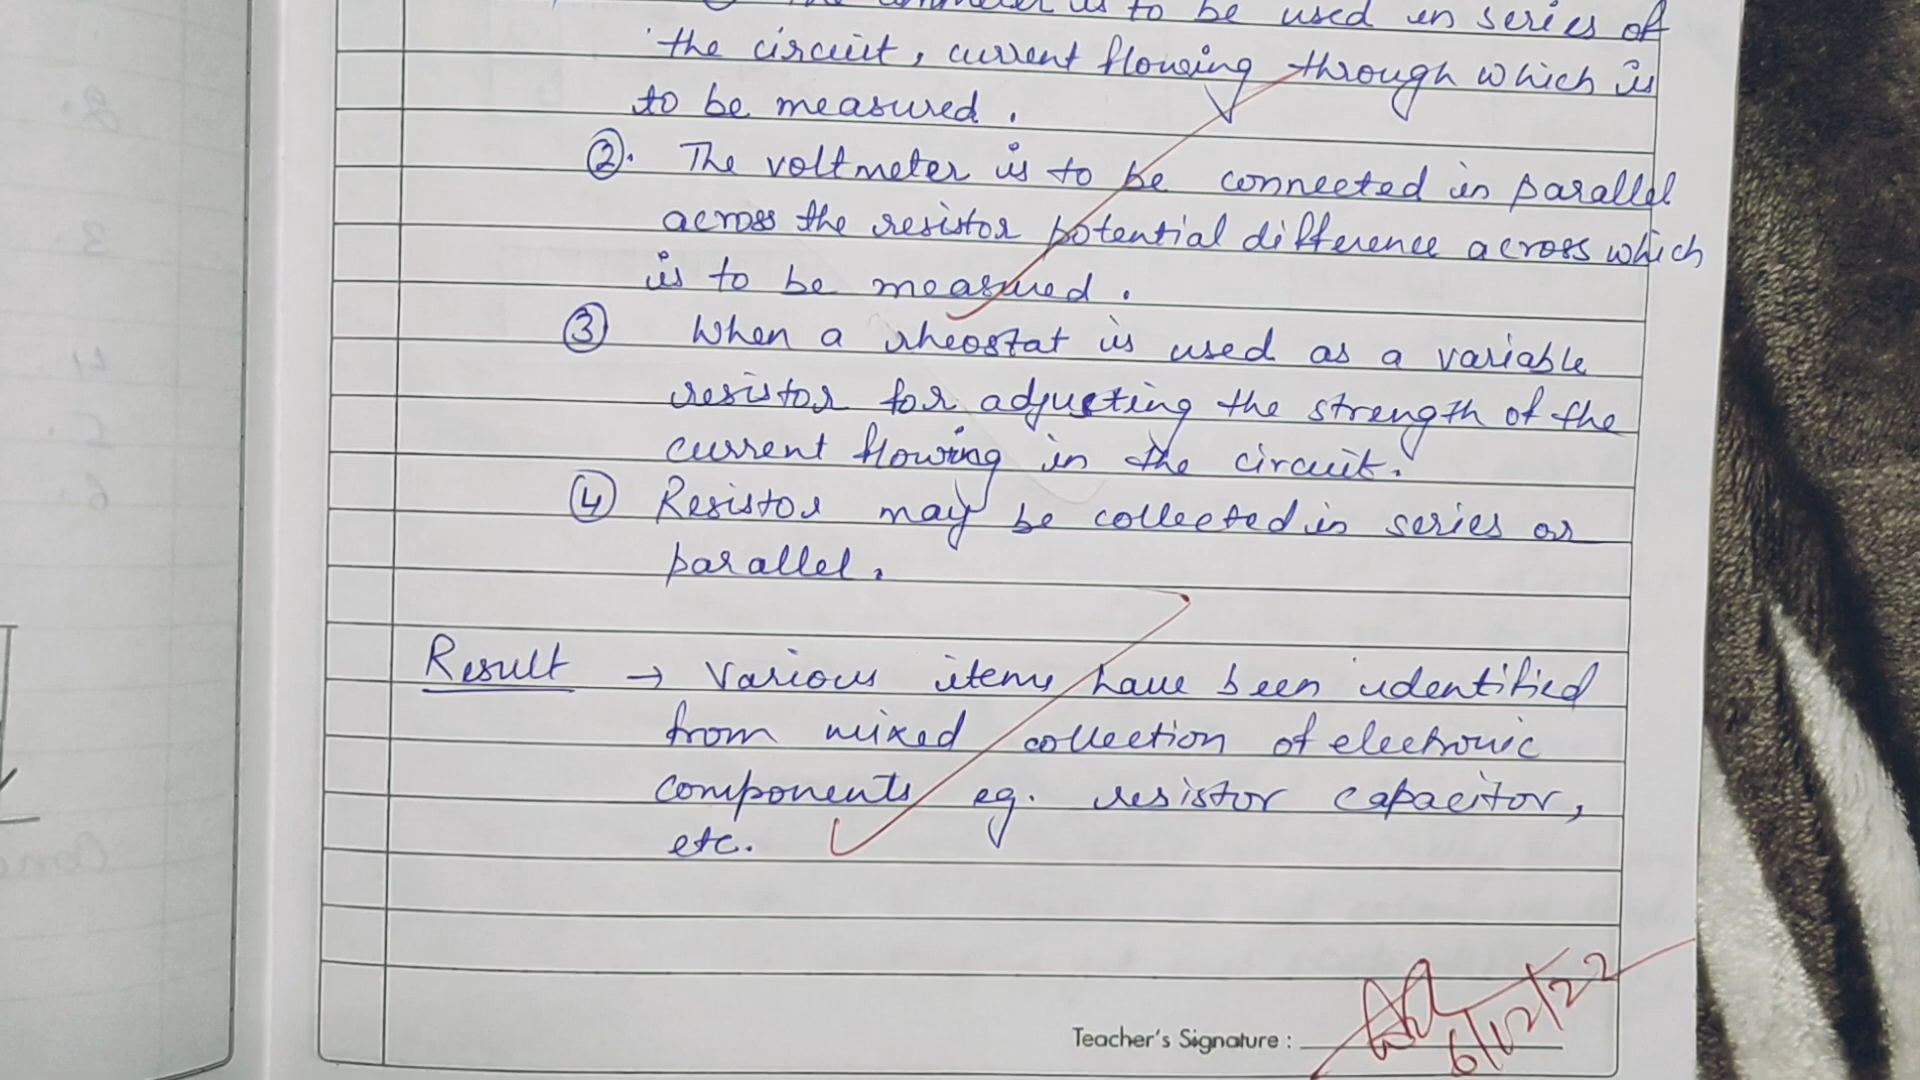 ammeter is to be used in series of
the circuit, current flowing through which is
to be measured.
②. The voltmeter is to be connected in parallel
across the resistor potential difference across which
is to be measured.
③ When a rheostat is used as a variable
resistor for adjusting the strength of the
current flowing in the circuit.
④ Resistor may be collected in series or
parallel.
Result → Various items have been identified
from mixed collection of electronic
components eg. resistor capacitor,
etc.
Teacher's Signature :
6/12/22